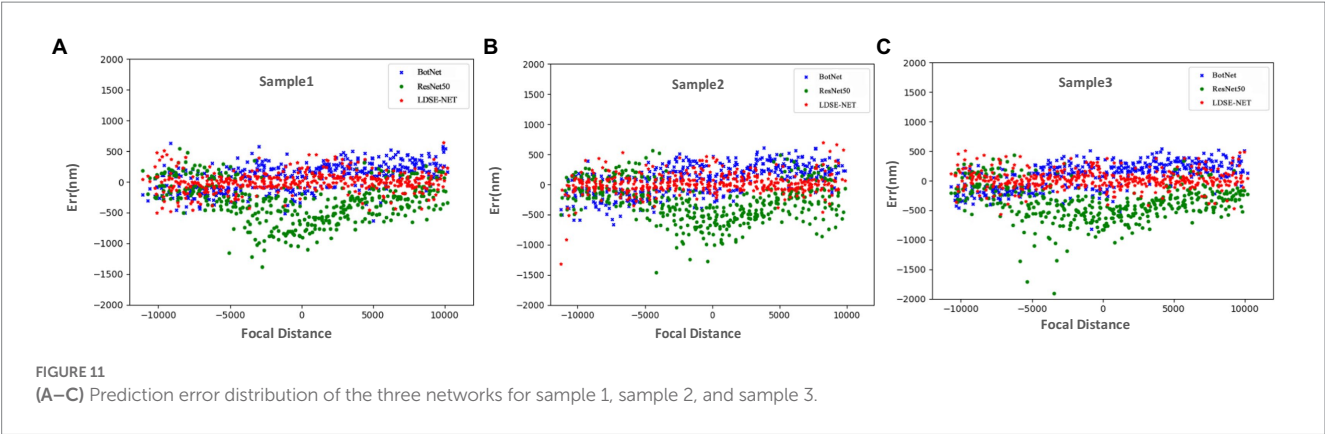 A
Sample1
BotNet
ResNet50
LDSE-NET
2000
1500
1000
500
0
−500
−1000
−1500
−2000
Err(nm)
−10000 −5000 0 5000 10000
Focal Distance
B
Sample2
BotNet
ResNet50
LDSE-NET
2000
1500
1000
500
0
−500
−1000
−1500
−2000
Err(nm)
−10000 −5000 0 5000 10000
Focal Distance
C
Sample3
BotNet
ResNet50
LDSE-NET
2000
1500
1000
500
0
−500
−1000
−1500
−2000
Err(nm)
−10000 −5000 0 5000 10000
Focal Distance
FIGURE 11
(A–C) Prediction error distribution of the three networks for sample 1, sample 2, and sample 3.